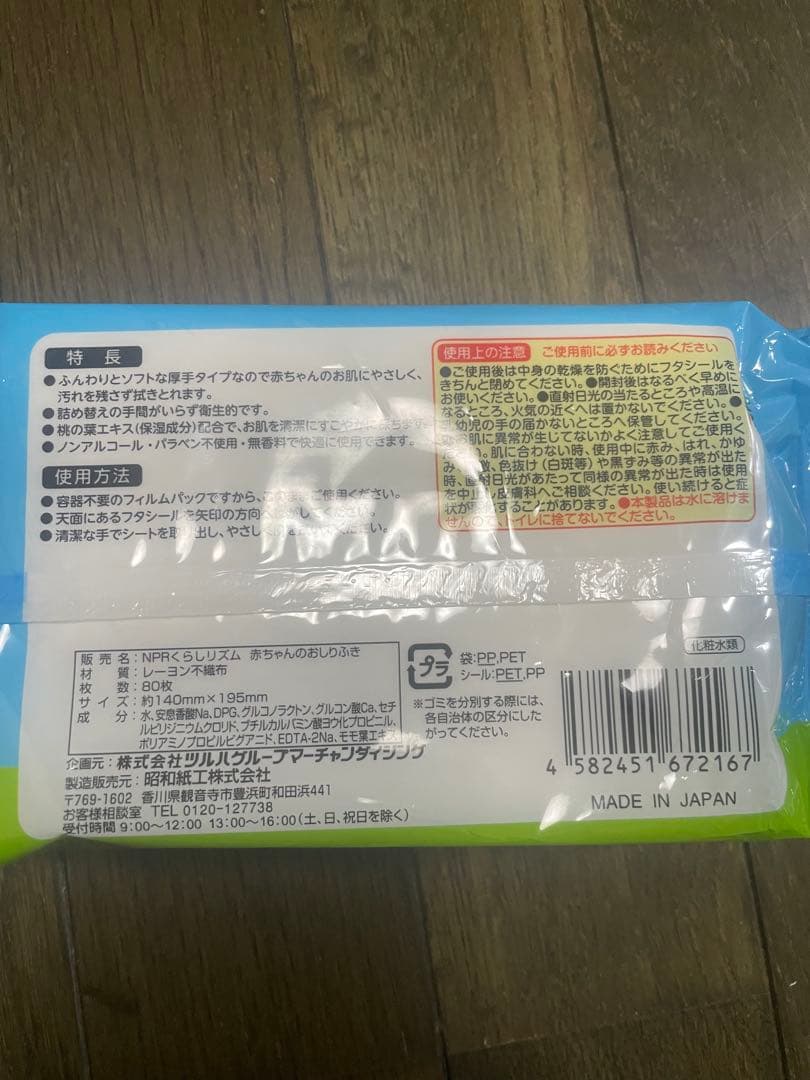 特長
●ふんわりとソフトな厚手タイプなので赤ちゃんのお肌にやさしく、
汚れを残さず拭きとれます。
●詰め替えの手間がいらず衛生的です。
●桃の葉エキス(保湿成分)配合で、お肌を清潔にすこやかに保ちます。
●ノンアルコール・パラベン不使用・無香料で快適に使用できます。
使用方法
●容器不要のフィルムパックですから、このままご使用ください。
●天面にあるフタシールを矢印の方向へ
してください。
●清潔な手でシートを取り出し、やさしく
使用上の注意 ご使用前に必ずお読みください
●ご使用後は中身の乾燥を防ぐためにフタシールを
きちんと閉めてください。●開封後はなるべく早めに
お使いください。●直射日光の当たるところや高温に
なるところ、火気の近くへは置かないでください。●
乳幼児の手の届かないところへ保管してください。
お肌に異常が生じてないかよく注意してご使用く
い。肌に合わない時、使用中に赤み、はれ、かゆ
み、刺激、色抜け(白斑等)や黒ずみ等の異常が出た
時、直射日光があたって同様の異常が出た時は使用
を中止し皮膚科へご相談ください。使い続けると症
状が悪化することがあります。●本製品は水に溶けま
せんので、トイレに捨てないでください。
販売名:NPRくらしリズム 赤ちゃんのおしりふき
材質:レーヨン不織布
枚数:80枚
サイズ:約140mm×195mm
成分:水、安息香酸Na、DPG、グルコノラクトン、グルコン酸Ca、セチ
ルピリジニウムクロリド、ブチルカルバミン酸ヨウ化プロピニル、
ポリアミノプロピルビグアニド、EDTA-2Na、モモ葉エキス
企画元:株式会社ツルハグループマーチャンダイジング
製造販売元:昭和紙工株式会社
〒769-1602 香川県観音寺市豊浜町和田浜441
お客様相談室 TEL 0120-127738
受付時間 9:00～12:00 13:00～16:00(土、日、祝日を除く)
プラ
袋:PP,PET
シール:PET,PP
※ゴミを分別する際には、
各自治体の区分にした
がってください。
化粧水類
4 582451 672167
MADE IN JAPAN